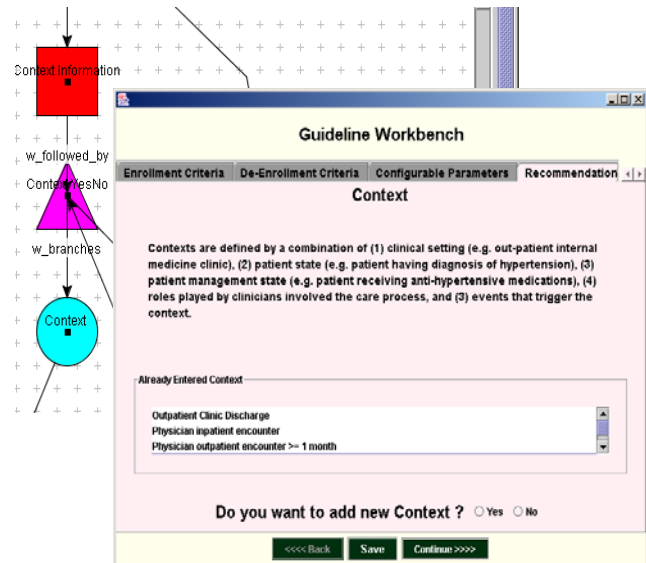 Context Information
w_followed_by
ContextYesNo
w_branches
Context
Guideline Workbench
Enrollment Criteria De-Enrollment Criteria Configurable Parameters Recommendation
Context
Contexts are defined by a combination of (1) clinical setting (e.g. out-patient internal
medicine clinic), (2) patient state (e.g. patient having diagnosis of hypertension), (3)
patient management state (e.g. patient receiving anti-hypertensive medications), (4)
roles played by clinicians involved the care process, and (3) events that trigger the
context.
Already Entered Context
Outpatient Clinic Discharge
Physician inpatient encounter
Physician outpatient encounter >= 1 month
Do you want to add new Context ? Yes No
<<<< Back Save Continue >>>>